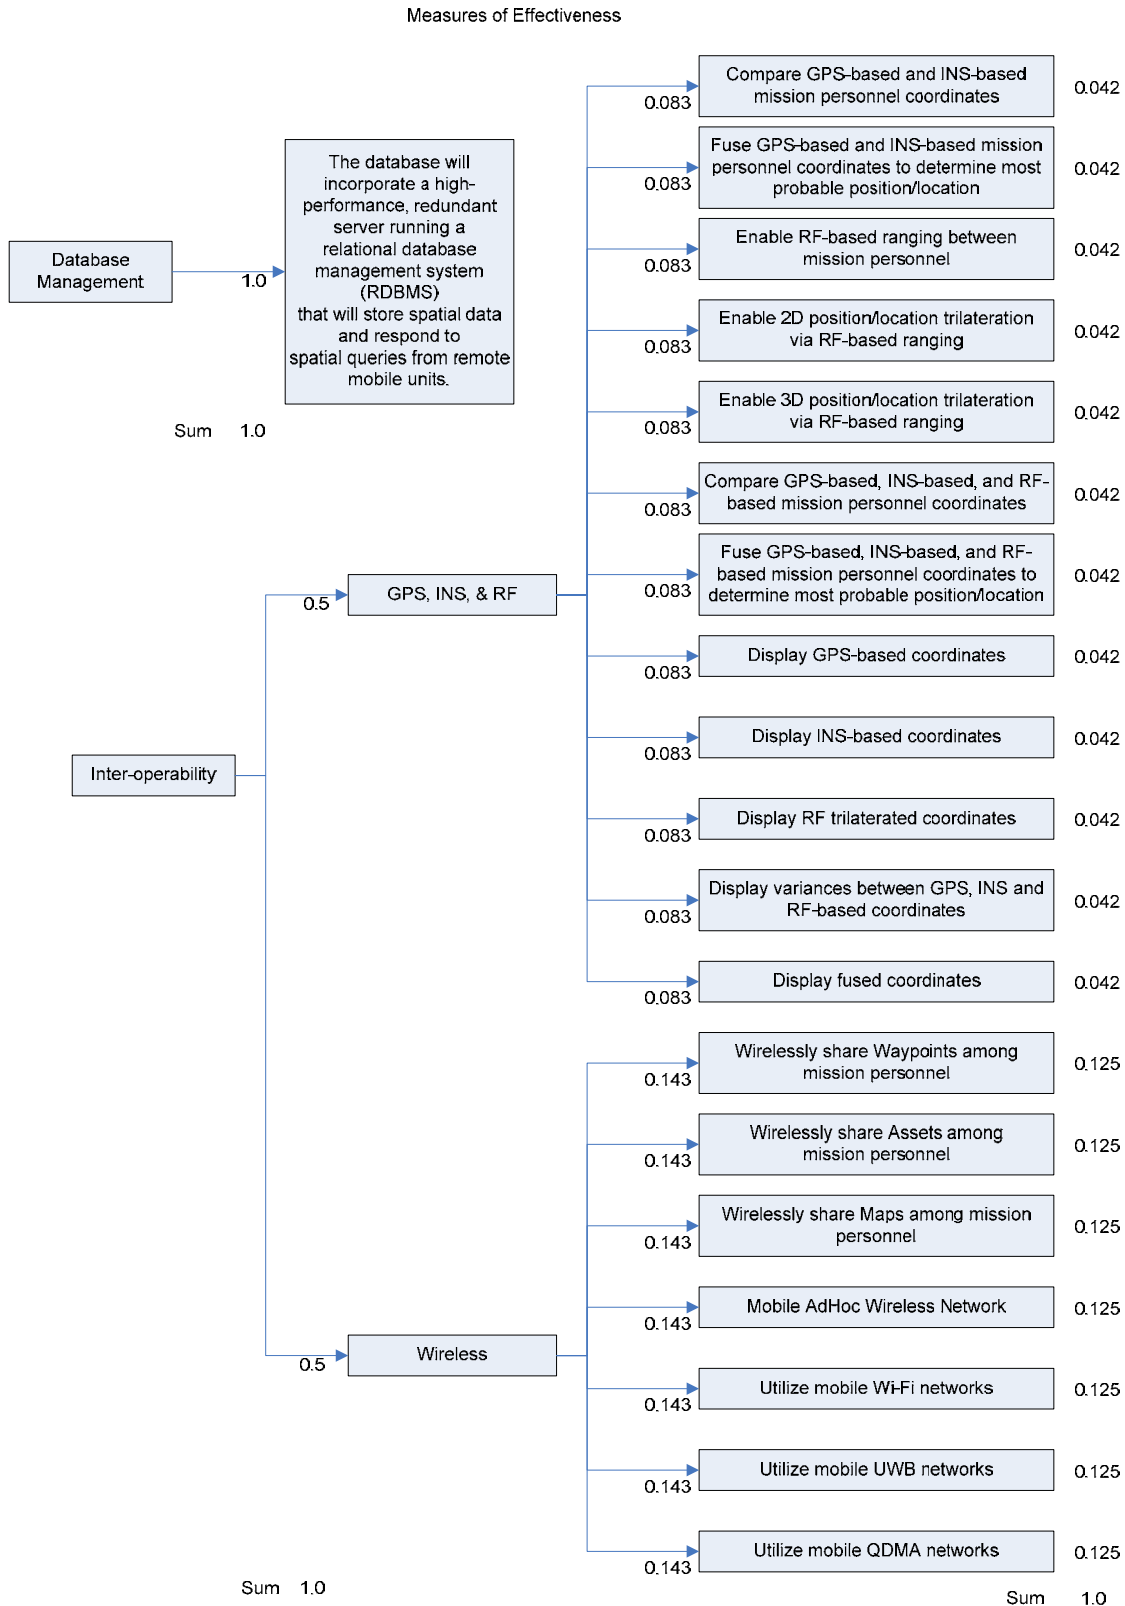 Measures of Effectiveness
Database
Management
1.0
The database will
incorporate a high-
performance, redundant
server running a
relational database
management system
(RDBMS)
that will store spatial data
and respond to
spatial queries from remote
mobile units.
Sum 1.0
Inter-operability
0.5
GPS, INS, & RF
0.083
Compare GPS-based and INS-based
mission personnel coordinates
0.042
0.083
Fuse GPS-based and INS-based mission
personnel coordinates to determine most
probable position/location
0.042
0.083
Enable RF-based ranging between
mission personnel
0.042
0.083
Enable 2D position/location trilateration
via RF-based ranging
0.042
0.083
Enable 3D position/location trilateration
via RF-based ranging
0.042
0.083
Compare GPS-based, INS-based, and RF-
based mission personnel coordinates
0.042
0.083
Fuse GPS-based, INS-based, and RF-
based mission personnel coordinates to
determine most probable position/location
0.042
0.083
Display GPS-based coordinates
0.042
0.083
Display INS-based coordinates
0.042
0.083
Display RF trilaterated coordinates
0.042
0.083
Display variances between GPS, INS and
RF-based coordinates
0.042
0.083
Display fused coordinates
0.042
0.5
Wireless
0.143
Wirelessly share Waypoints among
mission personnel
0.125
0.143
Wirelessly share Assets among
mission personnel
0.125
0.143
Wirelessly share Maps among mission
personnel
0.125
0.143
Mobile AdHoc Wireless Network
0.125
0.143
Utilize mobile Wi-Fi networks
0.125
0.143
Utilize mobile UWB networks
0.125
0.143
Utilize mobile QDMA networks
0.125
Sum 1.0
Sum 1.0